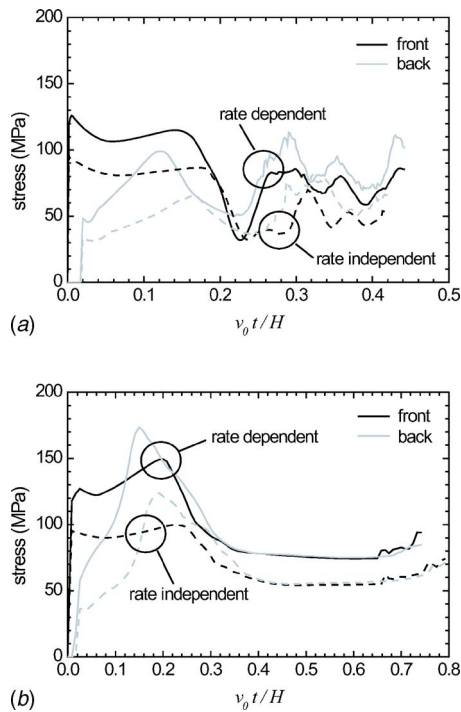 200
front
back
150
rate dependent
stress (MPa)
100
50
rate independent
0
0.0 0.1 0.2 0.3 0.4 0.5
(a)
v₀ t / H
200
front
back
rate dependent
150
stress (MPa)
100
50
rate independent
0
0.0 0.1 0.2 0.3 0.4 0.5 0.6 0.7 0.8
(b)
v₀ t / H